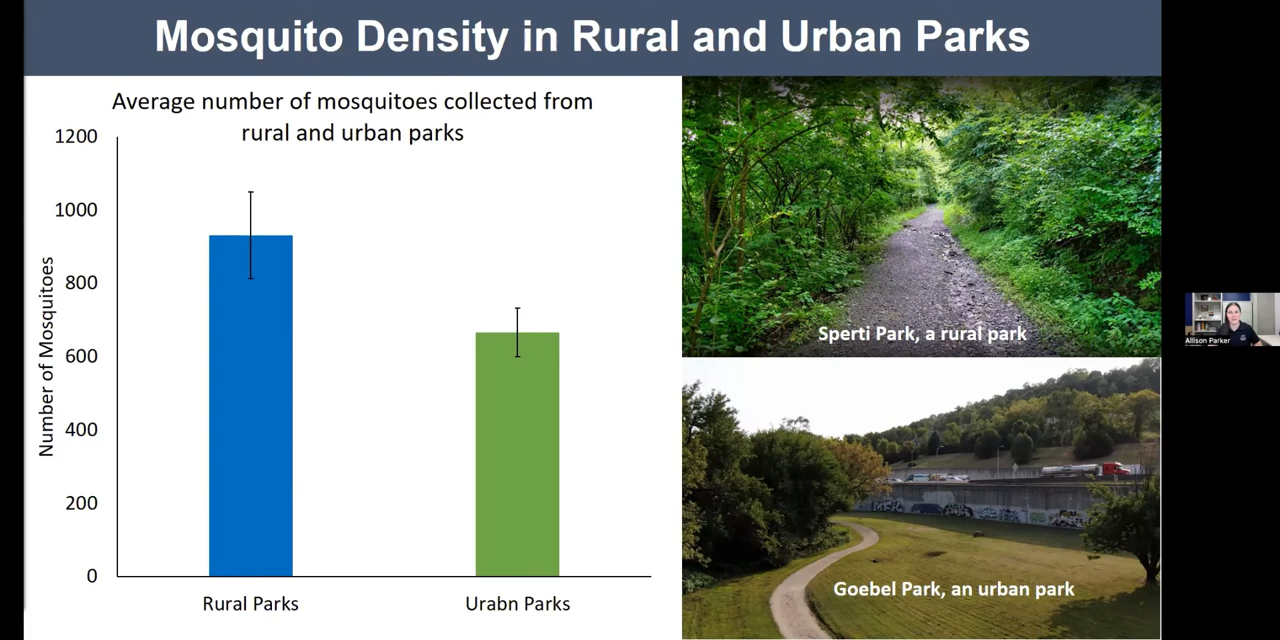 Mosquito Density in Rural and Urban Parks
Average number of mosquitoes collected from
rural and urban parks
Number of Mosquitoes
1200
1000
800
600
400
200
0
Rural Parks
Urabn Parks
Sperti Park, a rural park
Goebel Park, an urban park
Allison Parker